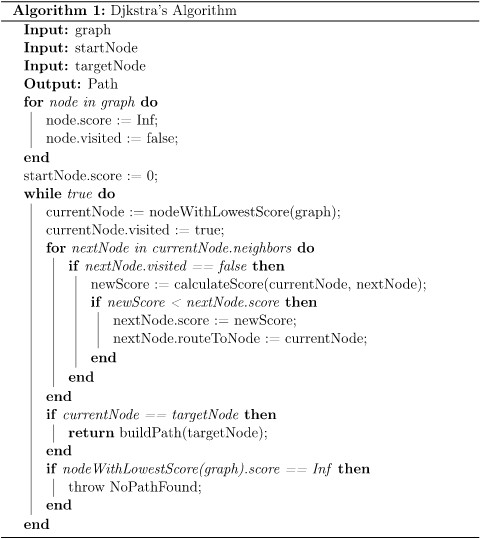 Algorithm 1: Djkstra's Algorithm
Input: graph
Input: startNode
Input: targetNode
Output: Path
for node in graph do
node.score := Inf;
node.visited := false;
end
startNode.score := 0;
while true do
currentNode := nodeWithLowestScore(graph);
currentNode.visited := true;
for nextNode in currentNode.neighbors do
if nextNode.visited == false then
newScore := calculateScore(currentNode, nextNode);
if newScore < nextNode.score then
nextNode.score := newScore;
nextNode.routeToNode := currentNode;
end
end
end
if currentNode == targetNode then
return buildPath(targetNode);
end
if nodeWithLowestScore(graph).score == Inf then
throw NoPathFound;
end
end